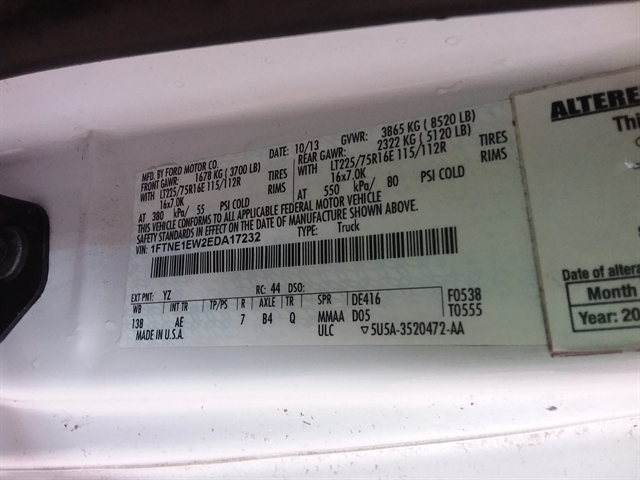 MFD. BY FORD MOTOR CO.
DATE: 10/13 GVWR: 3865 KG ( 8520 LB)
FRONT GAWR: 1678 KG ( 3700 LB) REAR GAWR: 2322 KG ( 5120 LB)
WITH LT225/75R16E 115/112R TIRES WITH LT225/75R16E 115/112R TIRES
16x7.0K RIMS 16x7.0K RIMS
AT 380 kPa/ 55 PSI COLD AT 550 kPa/ 80 PSI COLD
THIS VEHICLE CONFORMS TO ALL APPLICABLE FEDERAL MOTOR VEHICLE
SAFETY STANDARDS IN EFFECT ON THE DATE OF MANUFACTURE SHOWN ABOVE.
VIN: 1FTNE1EW2EDA17232 TYPE: Truck
EXT PNT: YZ RC: 44 DSO:
WB INT TR TP/PS R AXLE TR SPR DE416 F0538
138 AE 7 B4 Q MMAA D05 T0555
MADE IN U.S.A. ULC ▽5U5A-3520472-AA
ALTERE
Thi
Date of altera
Month
Year: 20